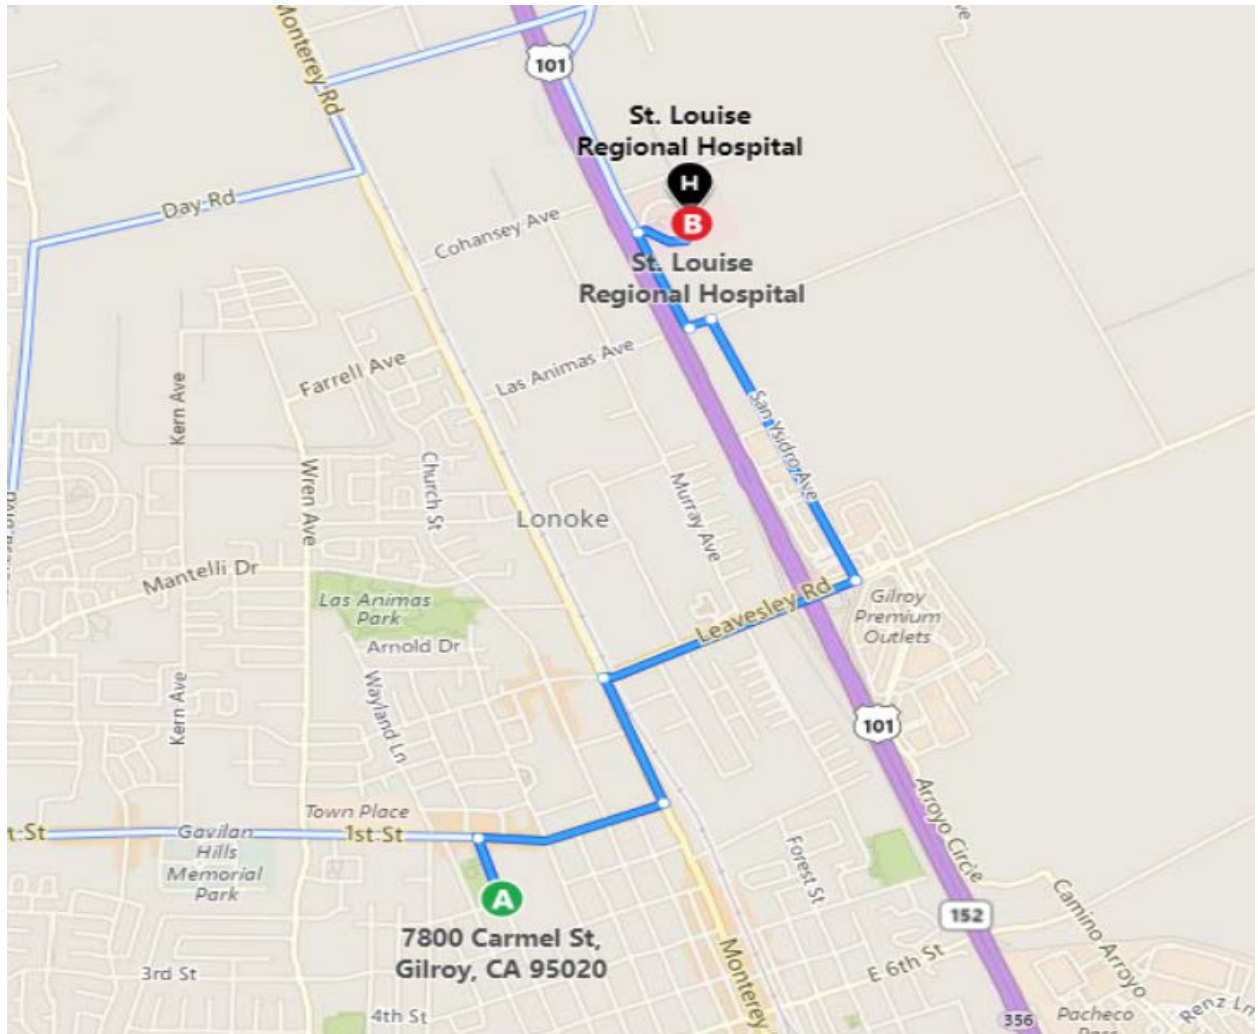 Monterey Rd
101
ve
St. Louise
Regional Hospital
H
B
St. Louise
Regional Hospital
Day Rd
Cohansey Ave
Farrell Ave
Las Animas Ave
San Ysidro Ave
Kern Ave
Wren Ave
Church St
Murray Ave
Lonoke
Mantelli Dr
Las Animas
Park
Arnold Dr
Leavesley Rd
Gilroy
Premium
Outlets
Kern Ave
Wayland Ln
101
Arroyo Circle
Town Place
t St
1st St
Gavilan
Hills
Memorial
Park
A
7800 Carmel St,
Gilroy, CA 95020
Forest St
152
Camino Arroyo
E 6th St
3rd St
4th St
Monterey
356
Pacheco
Pass
Renz Ln